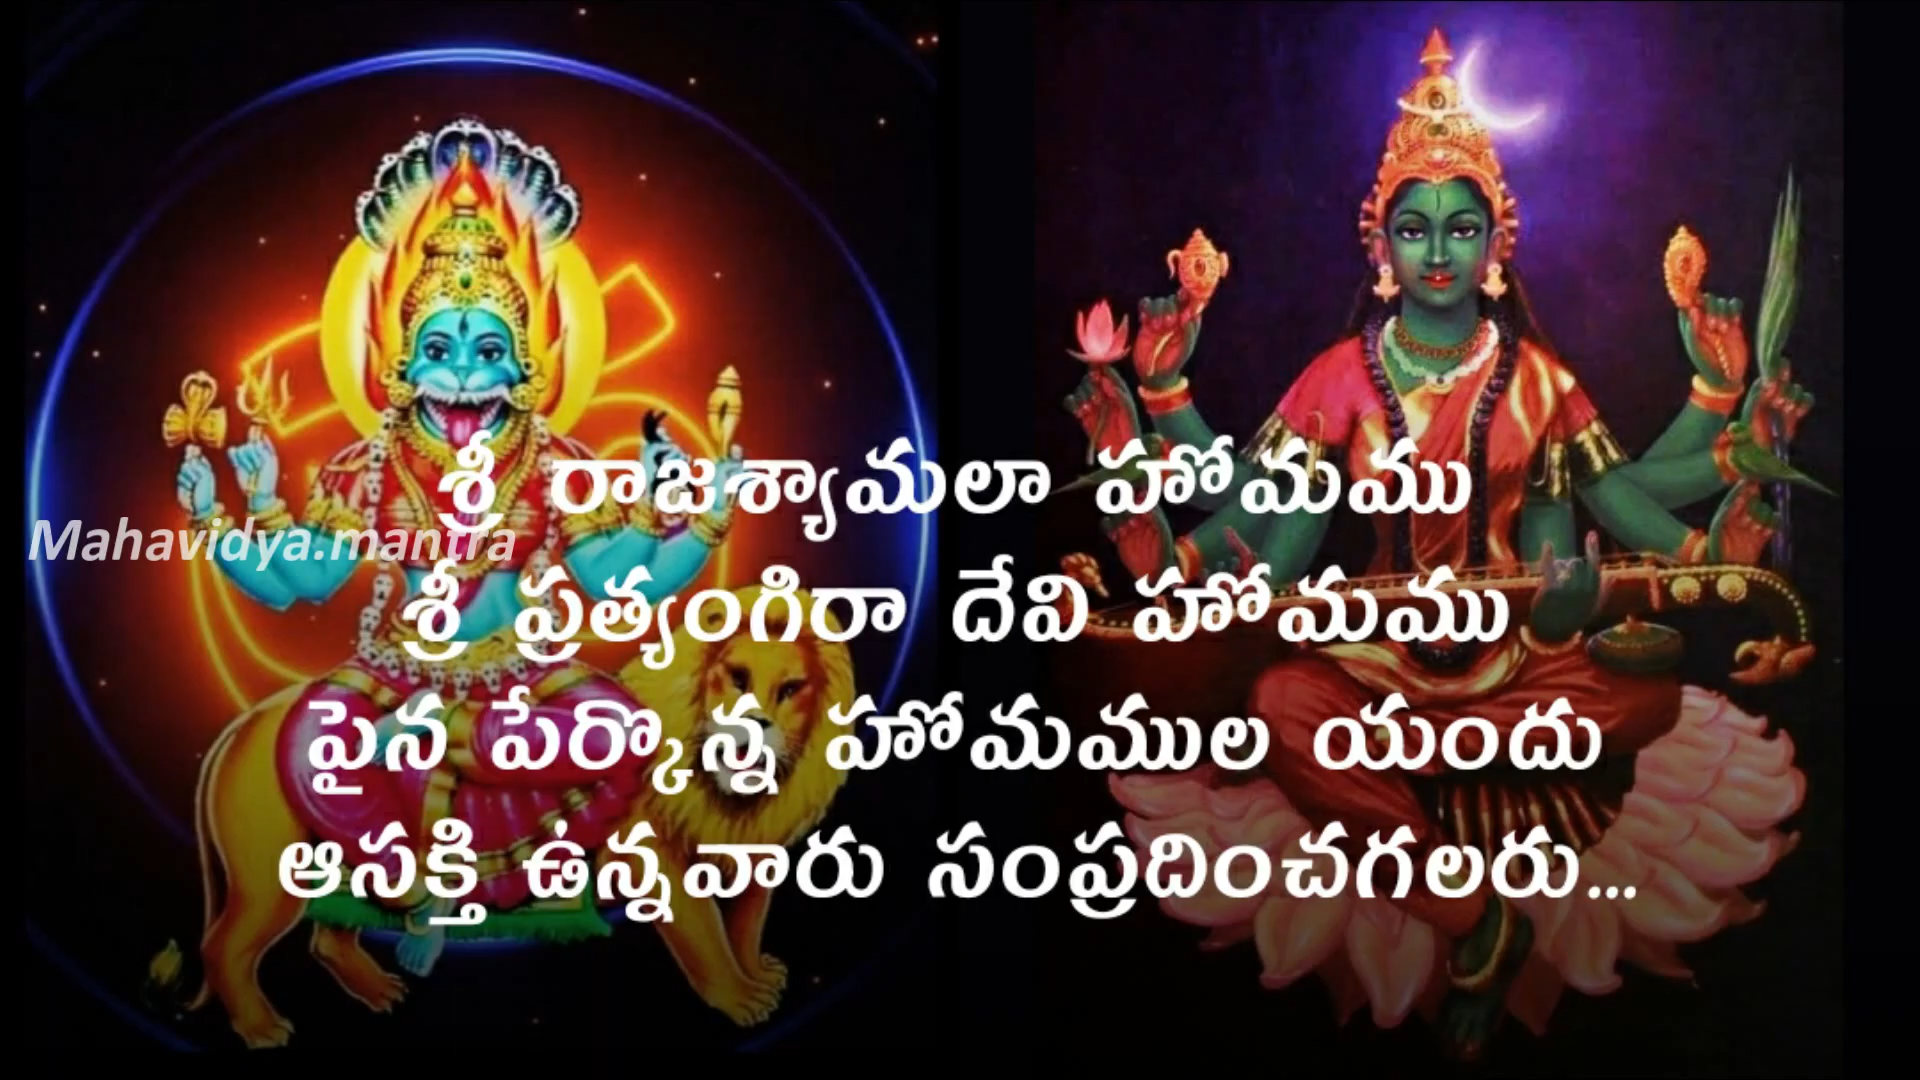 శ్రీ రాజశ్యామలా హోమము
Mahavidya.mantra
శ్రీ ప్రత్యంగిరా దేవి హోమము
పైన పేర్కొన్న హోమముల యందు
ఆసక్తి ఉన్నవారు సంప్రదించగలరు...